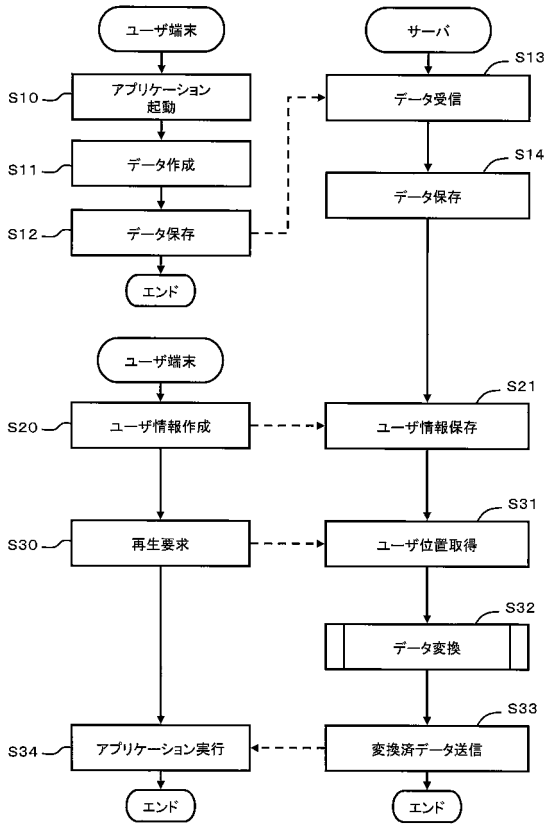 ユーザ端末
サーバ
S10
アプリケーション
起動
S13
データ受信
S11
データ作成
S14
データ保存
S12
データ保存
エンド
ユーザ端末
S20
ユーザ情報作成
S21
ユーザ情報保存
S30
再生要求
S31
ユーザ位置取得
S32
データ変換
S34
アプリケーション実行
S33
変換済データ送信
エンド
エンド